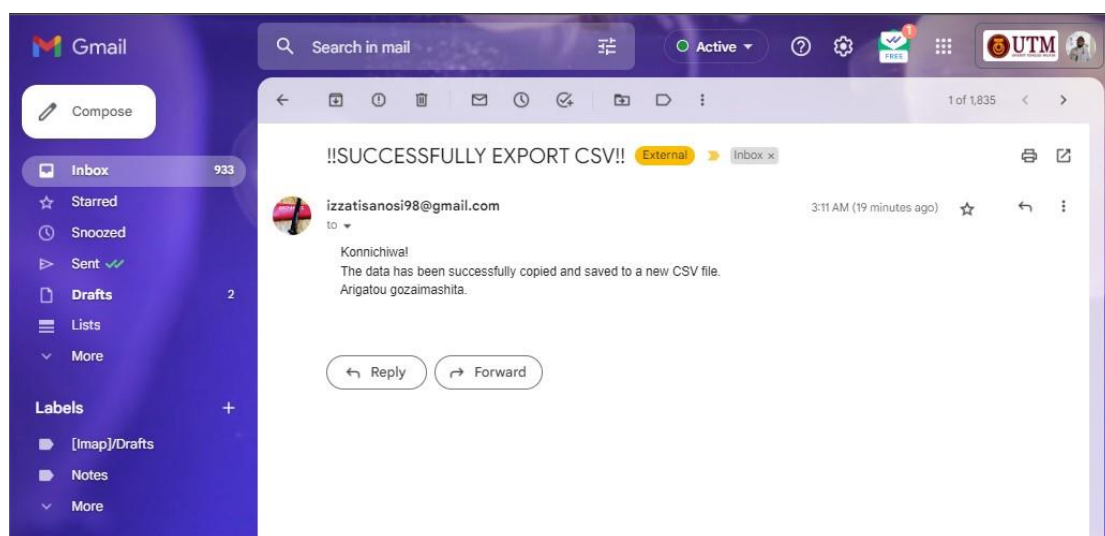 Gmail
Search in mail
Active
FREE
1
UTM
Compose
1 of 1,835
Inbox 933
Starred
Snoozed
Sent
Drafts 2
Lists
More
Labels +
[Imap]/Drafts
Notes
More
!!SUCCESSFULLY EXPORT CSV!! External Inbox x
izzatisanosi98@gmail.com 3:11 AM (19 minutes ago)
to
Konnichiwa!
The data has been successfully copied and saved to a new CSV file.
Arigatou gozaimashita.
Reply Forward